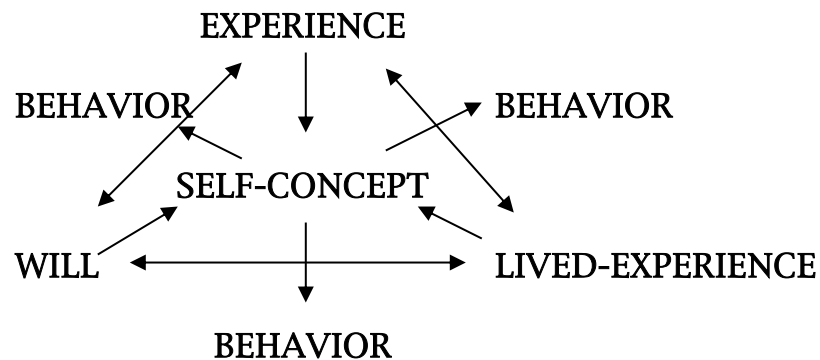 EXPERIENCE
BEHAVIOR BEHAVIOR
SELF-CONCEPT
WILL LIVED-EXPERIENCE
BEHAVIOR